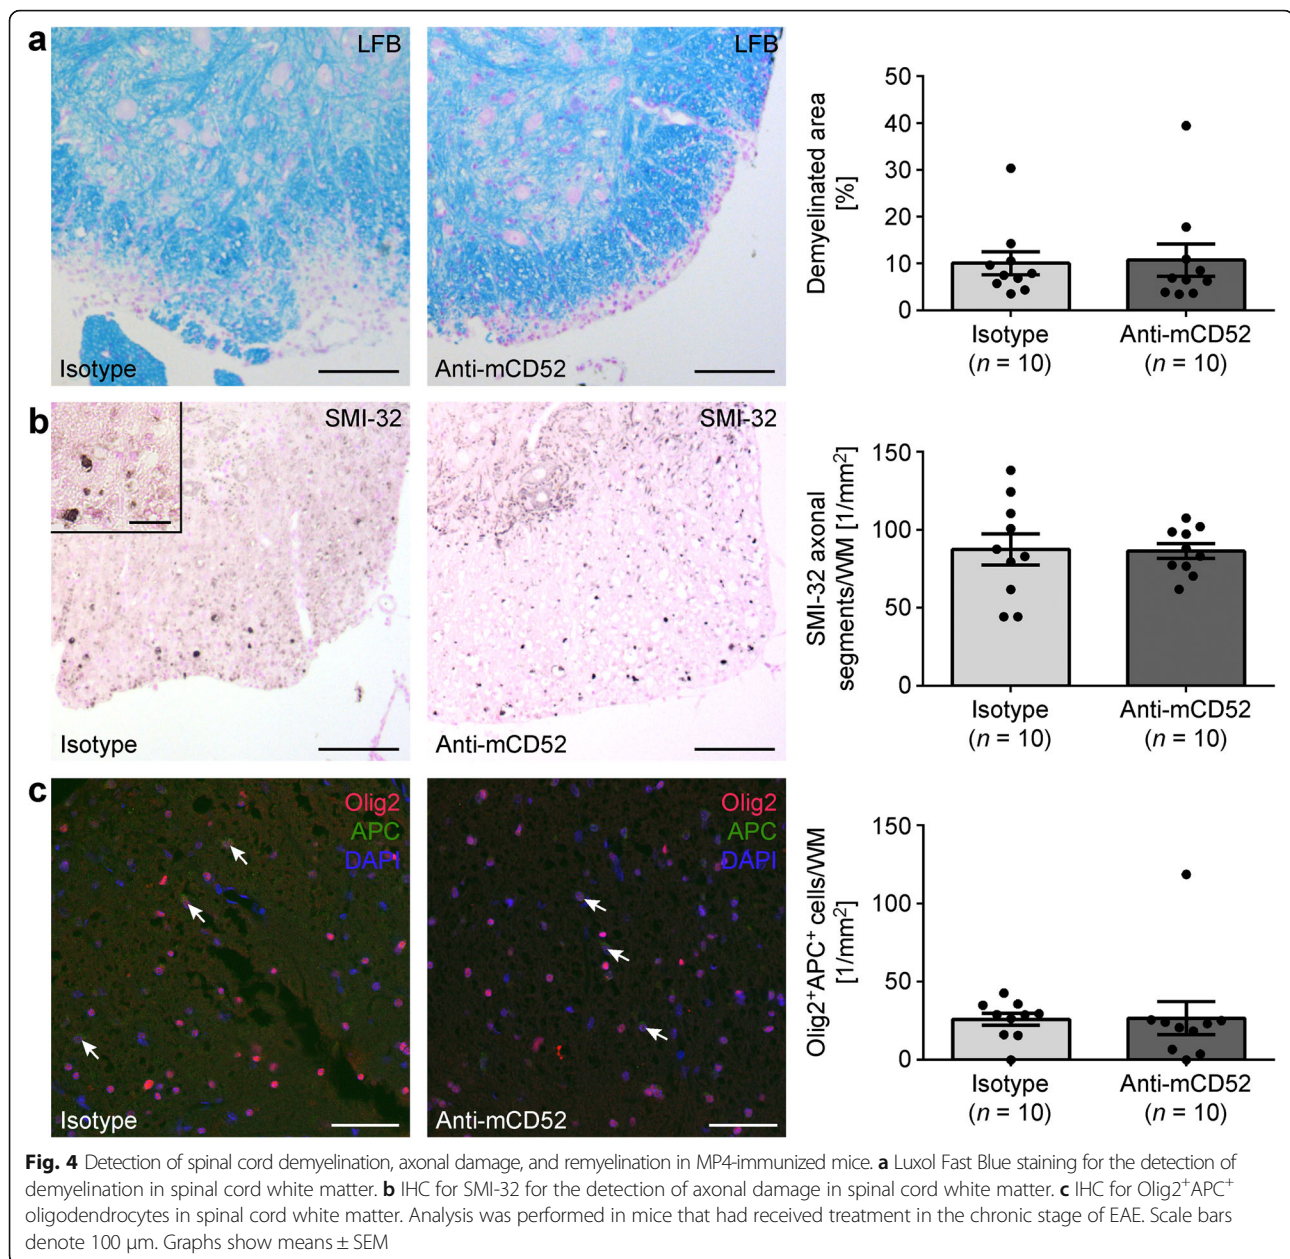 a
LFB
Isotype
LFB
Anti-mCD52
Demyelinated area
[%]
50
40
30
20
10
0
Isotype
(n = 10)
Anti-mCD52
(n = 10)
b
SMI-32
Isotype
SMI-32
Anti-mCD52
SMI-32 axonal
segments/WM [1/mm²]
150
100
50
0
Isotype
(n = 10)
Anti-mCD52
(n = 10)
c
Olig2
APC
DAPI
Isotype
Olig2
APC
DAPI
Anti-mCD52
Olig2⁺APC⁺ cells/WM
[1/mm²]
150
100
50
0
Isotype
(n = 10)
Anti-mCD52
(n = 10)
Fig. 4 Detection of spinal cord demyelination, axonal damage, and remyelination in MP4-immunized mice. a Luxol Fast Blue staining for the detection of
demyelination in spinal cord white matter. b IHC for SMI-32 for the detection of axonal damage in spinal cord white matter. c IHC for Olig2⁺APC⁺
oligodendrocytes in spinal cord white matter. Analysis was performed in mice that had received treatment in the chronic stage of EAE. Scale bars
denote 100 μm. Graphs show means ± SEM